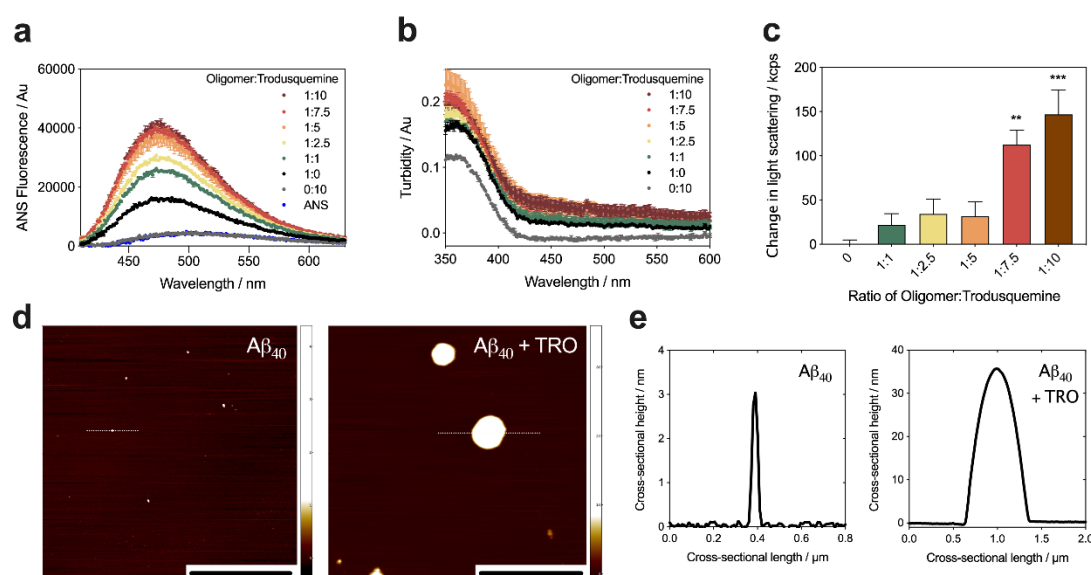 a
60000
40000
20000
0
ANS Fluorescence / Au
Oligomer:Trodusquemine
1:10
1:7.5
1:5
1:2.5
1:1
1:0
0:10
ANS
450
500
550
600
Wavelength / nm
b
0.2
0.1
0.0
Turbidity / Au
Oligomer:Trodusquemine
1:10
1:7.5
1:5
1:2.5
1:1
1:0
0:10
350
400
450
500
550
600
Wavelength / nm
c
200
150
100
50
0
Change in light scattering / kcps
**
***
0
1:1
1:2.5
1:5
1:7.5
1:10
Ratio of Oligomer:Trodusquemine
d
Aβ40
Aβ40 + TRO
e
4
3
2
1
0
Cross-sectional height / nm
Aβ40
0.0
0.2
0.4
0.6
0.8
Cross-sectional length / µm
40
30
20
10
0
Cross-sectional height / nm
Aβ40
+ TRO
0.0
0.5
1.0
1.5
2.0
Cross-sectional length / µm